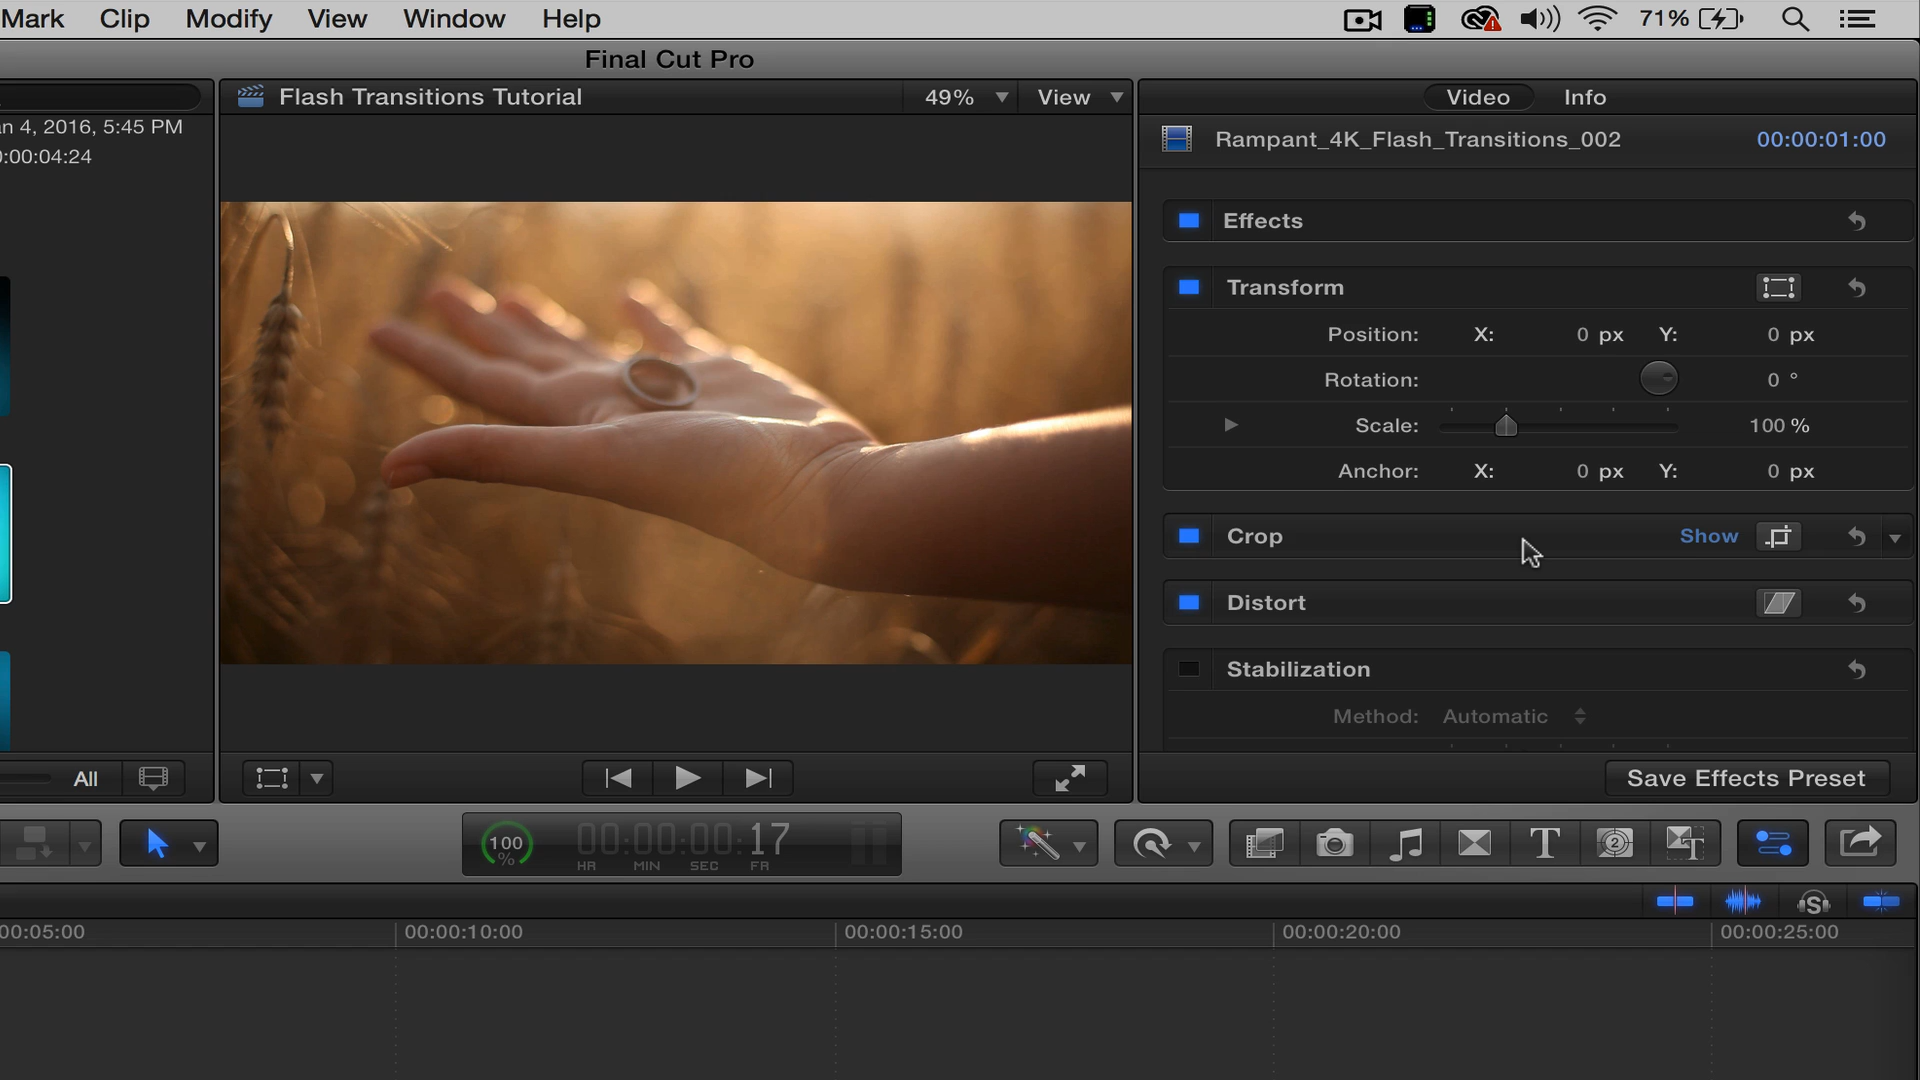 Mark Clip Modify View Window Help 71%
Final Cut Pro
Flash Transitions Tutorial 49% View
Video Info
an 4, 2016, 5:45 PM
:00:04:24
Rampant_4K_Flash_Transitions_002 00:00:01:00
Effects
Transform
Position: X: 0 px Y: 0 px
Rotation: 0 °
Scale: 100 %
Anchor: X: 0 px Y: 0 px
Crop Show
Distort
Stabilization
Method: Automatic
All
Save Effects Preset
100 %
00:00:00:17
HR MIN SEC FR
T
2
T
S
00:05:00 00:00:10:00 00:00:15:00 00:00:20:00 00:00:25:00